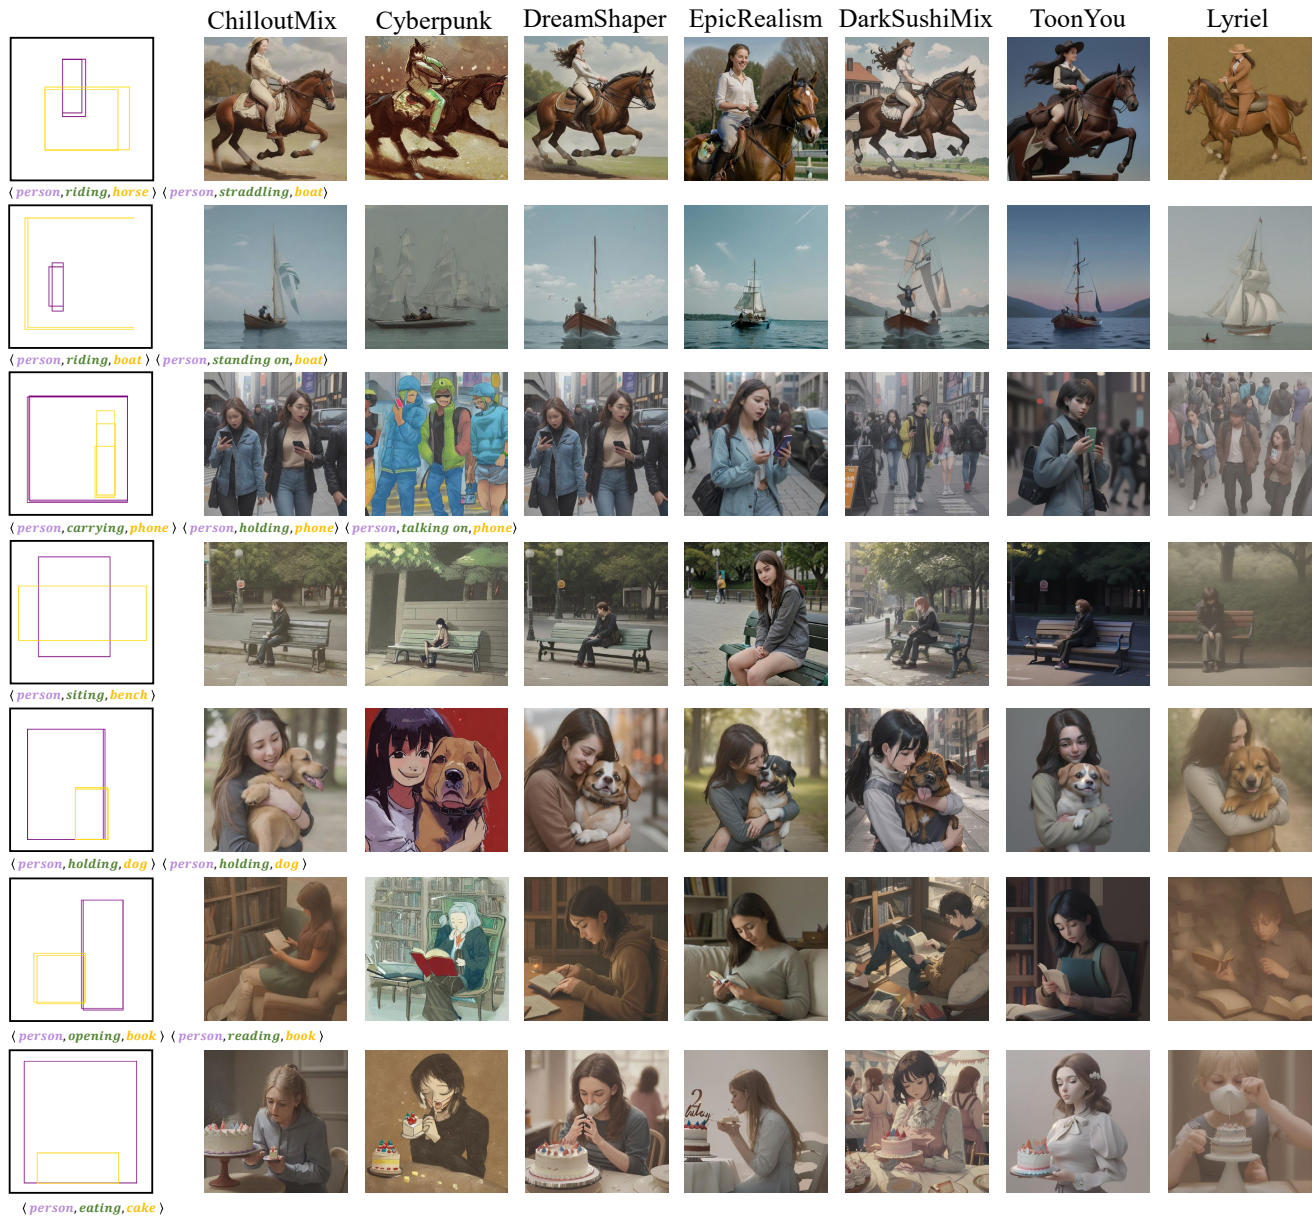 ChilloutMix Cyberpunk DreamShaper EpicRealism DarkSushiMix ToonYou Lyriel
⟨ person, riding, horse ⟩ ⟨ person, straddling, boat⟩
⟨ person, riding, boat ⟩ ⟨ person, standing on, boat⟩
⟨ person, carrying, phone ⟩ ⟨ person, holding, phone⟩ ⟨ person, talking on, phone⟩
⟨ person, siting, bench ⟩
⟨ person, holding, dog ⟩ ⟨ person, holding, dog ⟩
⟨ person, opening, book ⟩ ⟨ person, reading, book ⟩
2
⟨ person, eating, cake ⟩